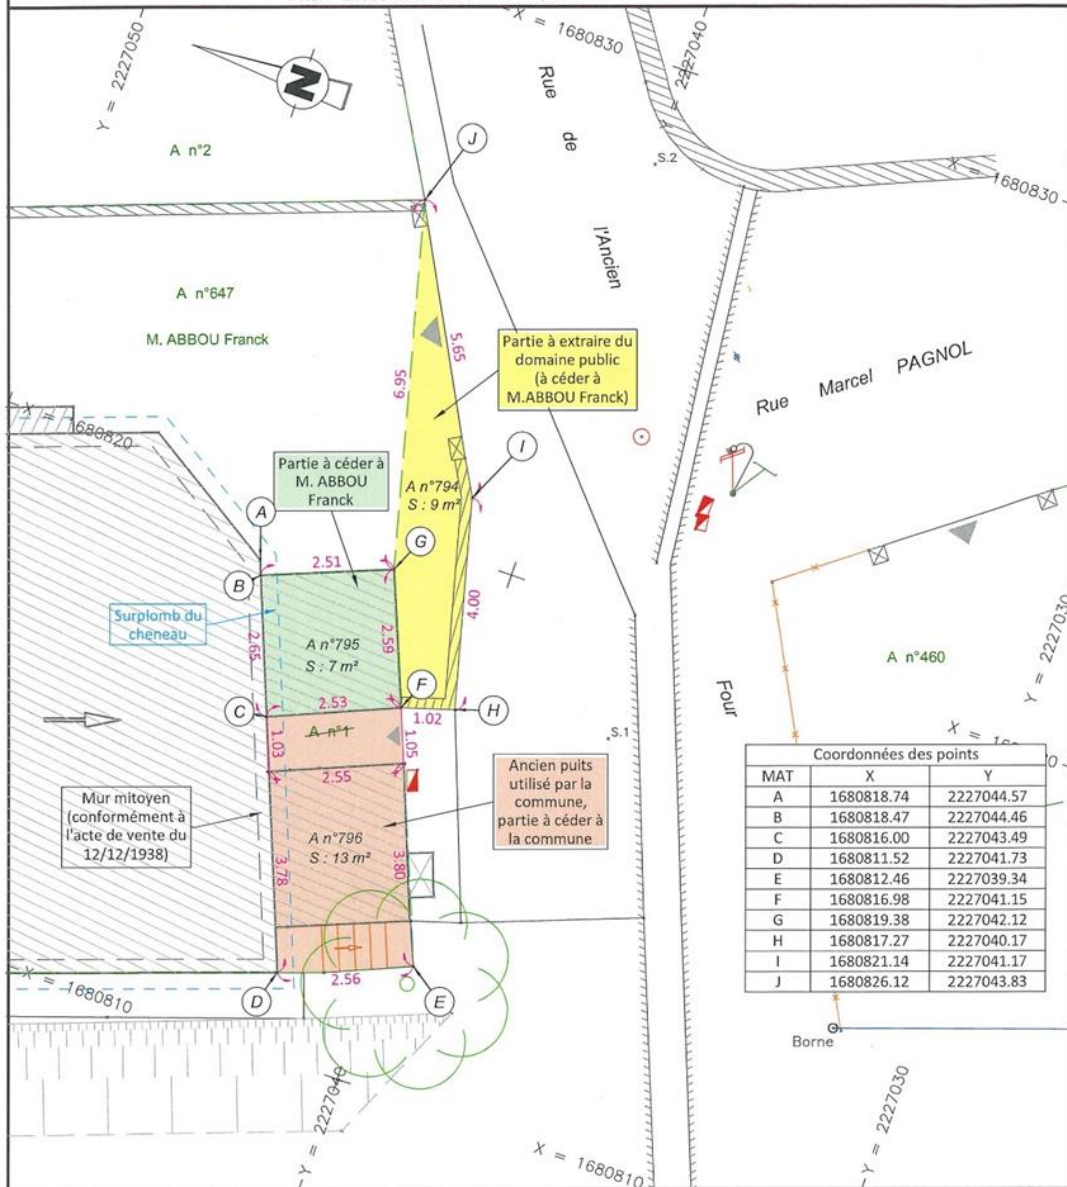 X = 1680830
Y = 2227050
Y = 2227040
N
Rue
de
l'Ancien
S.2
J
A n°2
X = 1680830
A n°647
M. ABBOU Franck
5.65
6.95
Partie à extraire du
domaine public
(à céder à
M.ABBOU Franck)
Rue Marcel PAGNOL
X = 1680820
I
Partie à céder à
M. ABBOU
Franck
A n°794
S : 9 m²
A
G
2.51
B
4.00
Surplomb du
cheneau
2.65
A n°795
S : 7 m²
2.59
A n°460
Y = 2227030
F
2.53
C
H
1.02
Four
A n°1
1.03
1.05
S.1
2.55
Ancien puits
utilisé par la
commune,
partie à céder à
la commune
Mur mitoyen
(conformément à
l'acte de vente du
12/12/1938)
A n°796
S : 13 m²
3.78
3.80
Coordonnées des points
MAT X Y
A 1680818.74 2227044.57
B 1680818.47 2227044.46
C 1680816.00 2227043.49
D 1680811.52 2227041.73
E 1680812.46 2227039.34
F 1680816.98 2227041.15
G 1680819.38 2227042.12
H 1680817.27 2227040.17
I 1680821.14 2227041.17
J 1680826.12 2227043.83
2.56
D
E
X = 1680810
Borne
Y = 2227040
X = 1680810
Y = 2227030